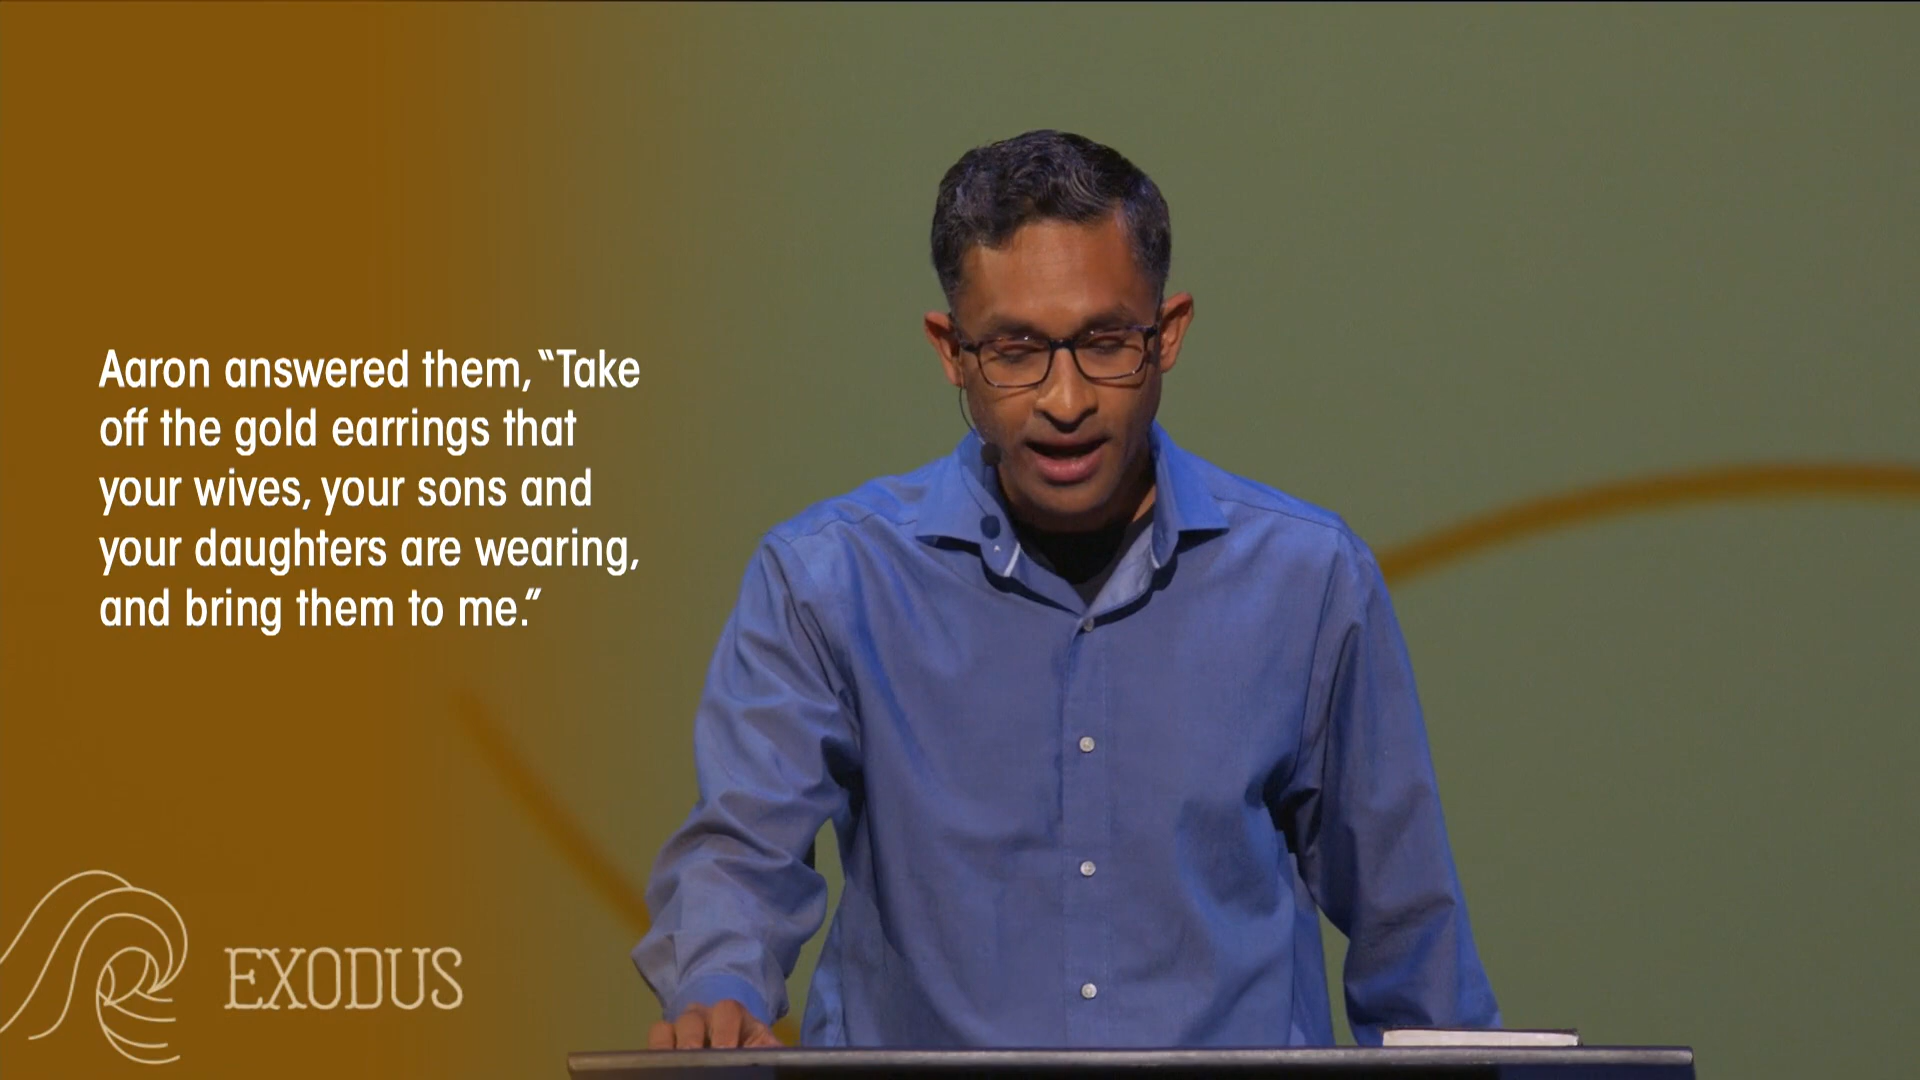 Aaron answered them, “Take
off the gold earrings that
your wives, your sons and
your daughters are wearing,
and bring them to me.”
EXODUS